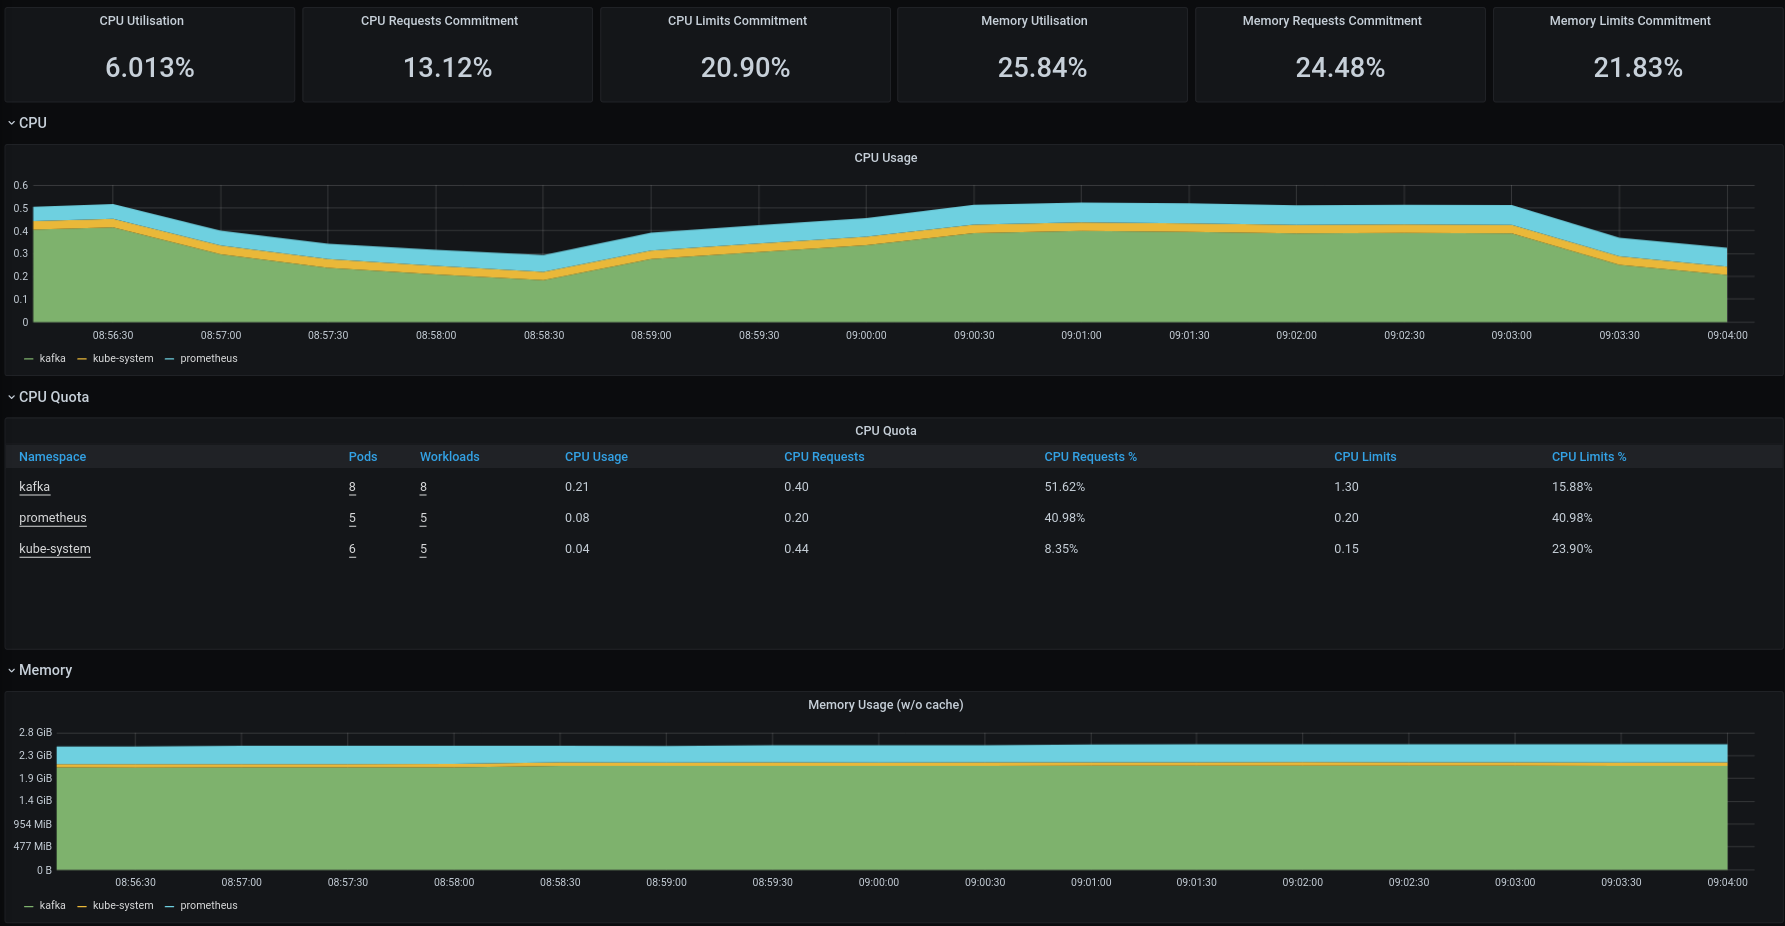 CPU Utilisation CPU Requests Commitment CPU Limits Commitment Memory Utilisation Memory Requests Commitment Memory Limits Commitment
6.013% 13.12% 20.90% 25.84% 24.48% 21.83%
CPU
CPU Usage
0.6
0.5
0.4
0.3
0.2
0.1
0
08:56:30 08:57:00 08:57:30 08:58:00 08:58:30 08:59:00 08:59:30 09:00:00 09:00:30 09:01:00 09:01:30 09:02:00 09:02:30 09:03:00 09:03:30 09:04:00
kafka kube-system prometheus
CPU Quota
CPU Quota
Namespace Pods Workloads CPU Usage CPU Requests CPU Requests % CPU Limits CPU Limits %
kafka 8 8 0.21 0.40 51.62% 1.30 15.88%
prometheus 5 5 0.08 0.20 40.98% 0.20 40.98%
kube-system 6 5 0.04 0.44 8.35% 0.15 23.90%
Memory
Memory Usage (w/o cache)
2.8 GiB
2.3 GiB
1.9 GiB
1.4 GiB
954 MiB
477 MiB
0 B
08:56:30 08:57:00 08:57:30 08:58:00 08:58:30 08:59:00 08:59:30 09:00:00 09:00:30 09:01:00 09:01:30 09:02:00 09:02:30 09:03:00 09:03:30 09:04:00
kafka kube-system prometheus